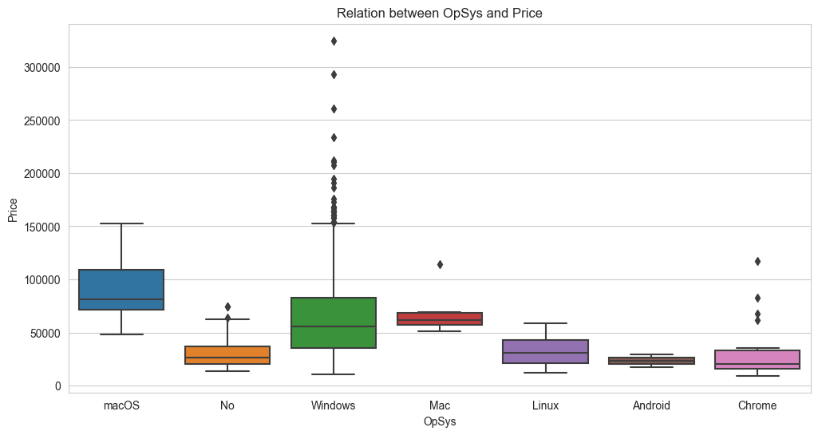 Relation between OpSys and Price
300000
250000
200000
150000
100000
50000
0
Price
macOS No Windows Mac Linux Android Chrome
OpSys